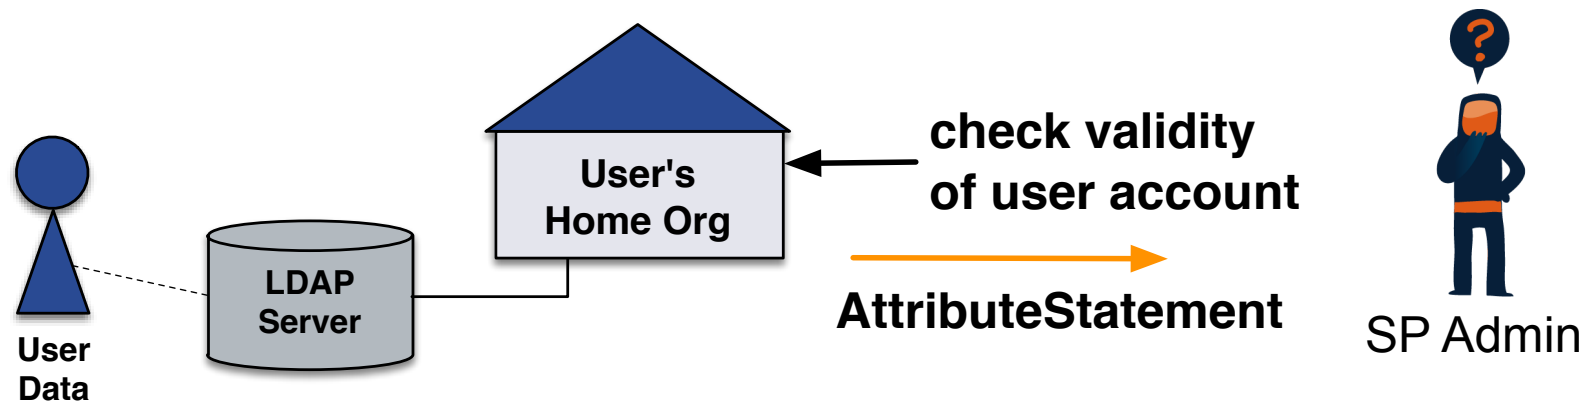 ?
check validity
of user account
User's
Home Org
LDAP
Server
AttributeStatement
SP Admin
User
Data